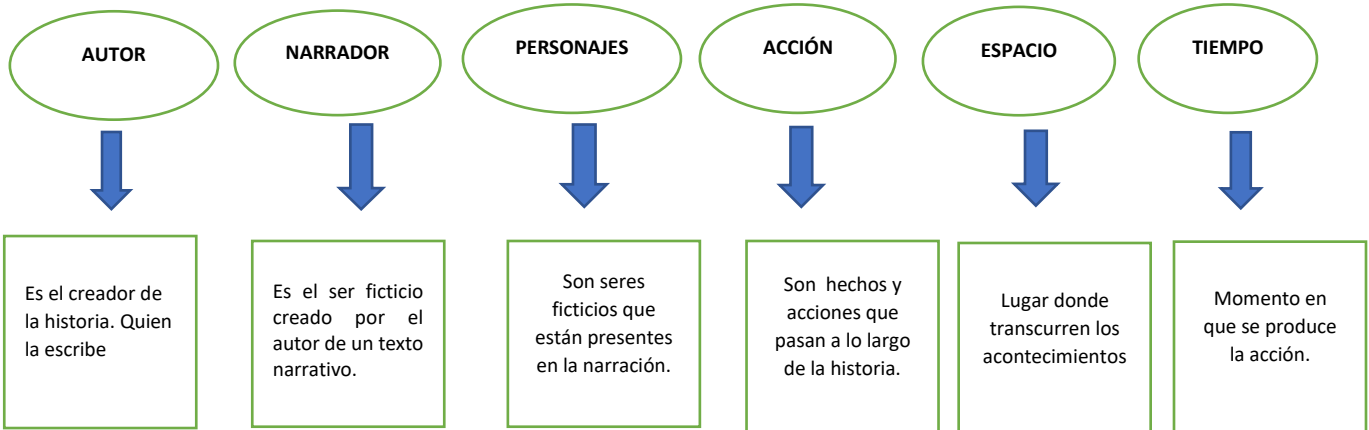 AUTOR
NARRADOR
PERSONAJES
ACCIÓN
ESPACIO
TIEMPO
Es el creador de
la historia. Quien
la escribe
Es el ser ficticio
creado por el
autor de un texto
narrativo.
Son seres
ficticios que
están presentes
en la narración.
Son hechos y
acciones que
pasan a lo largo
de la historia.
Lugar donde
transcurren los
acontecimientos
Momento en
que se produce
la acción.